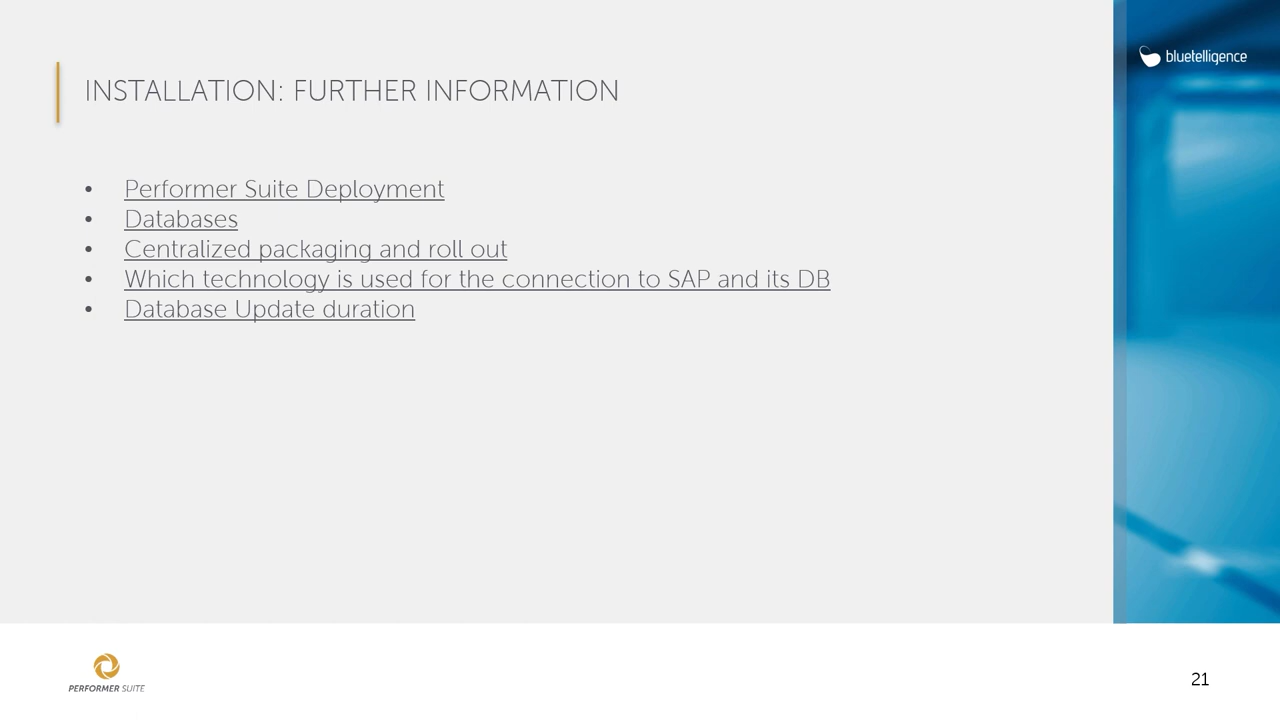 bluetelligence
INSTALLATION: FURTHER INFORMATION
• Performer Suite Deployment
• Databases
• Centralized packaging and roll out
• Which technology is used for the connection to SAP and its DB
• Database Update duration
PERFORMER SUITE
21